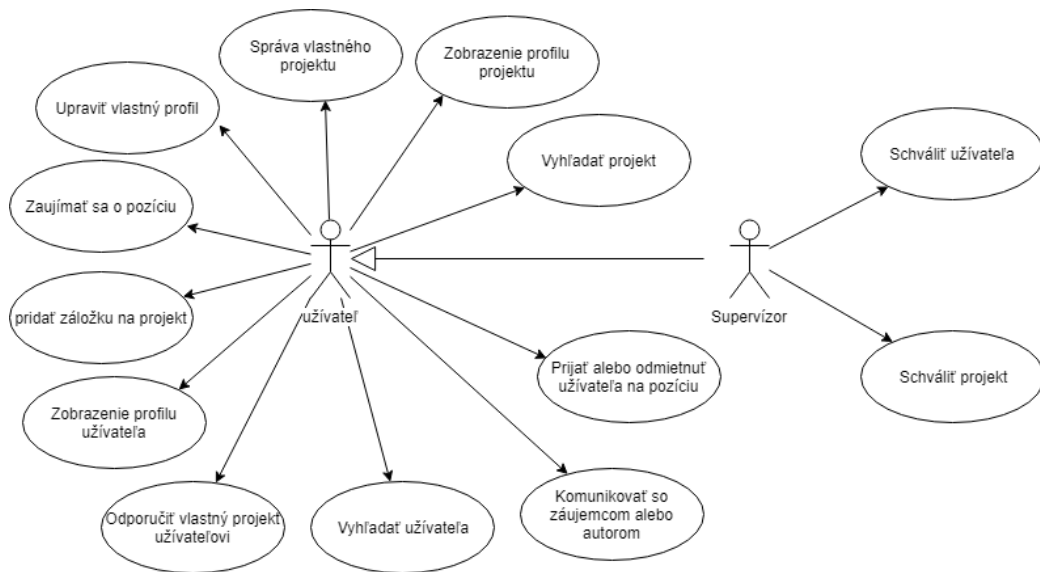 Správa vlastného
projektu
Zobrazenie profilu
projektu
Upraviť vlastný profil
Vyhľadať projekt
Schváliť užívateľa
Zaujímať sa o pozíciu
užívateľ
Supervízor
pridať záložku na projekt
Prijať alebo odmietnuť
užívateľa na pozíciu
Schváliť projekt
Zobrazenie profilu
užívateľa
Odporučiť vlastný projekt
užívateľovi
Vyhľadať užívateľa
Komunikovať so
záujemcom alebo
autorom